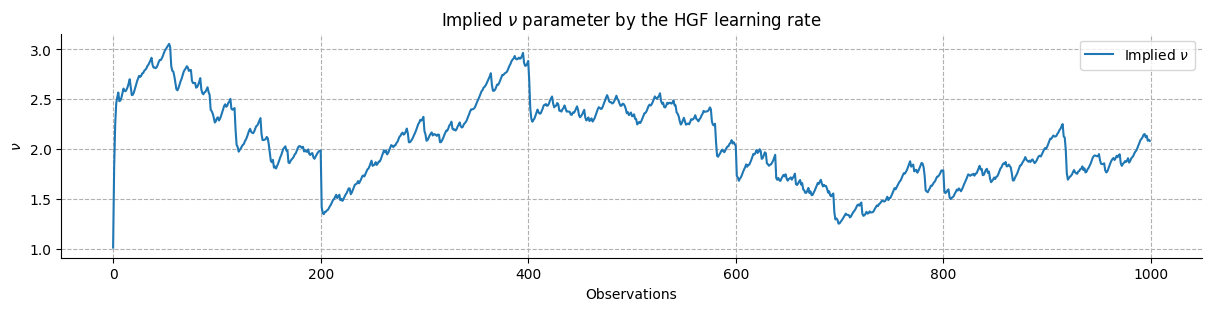 Implied ν parameter by the HGF learning rate
Implied ν
3.0
2.5
2.0
1.5
1.0
ν
0
200
400
600
800
1000
Observations